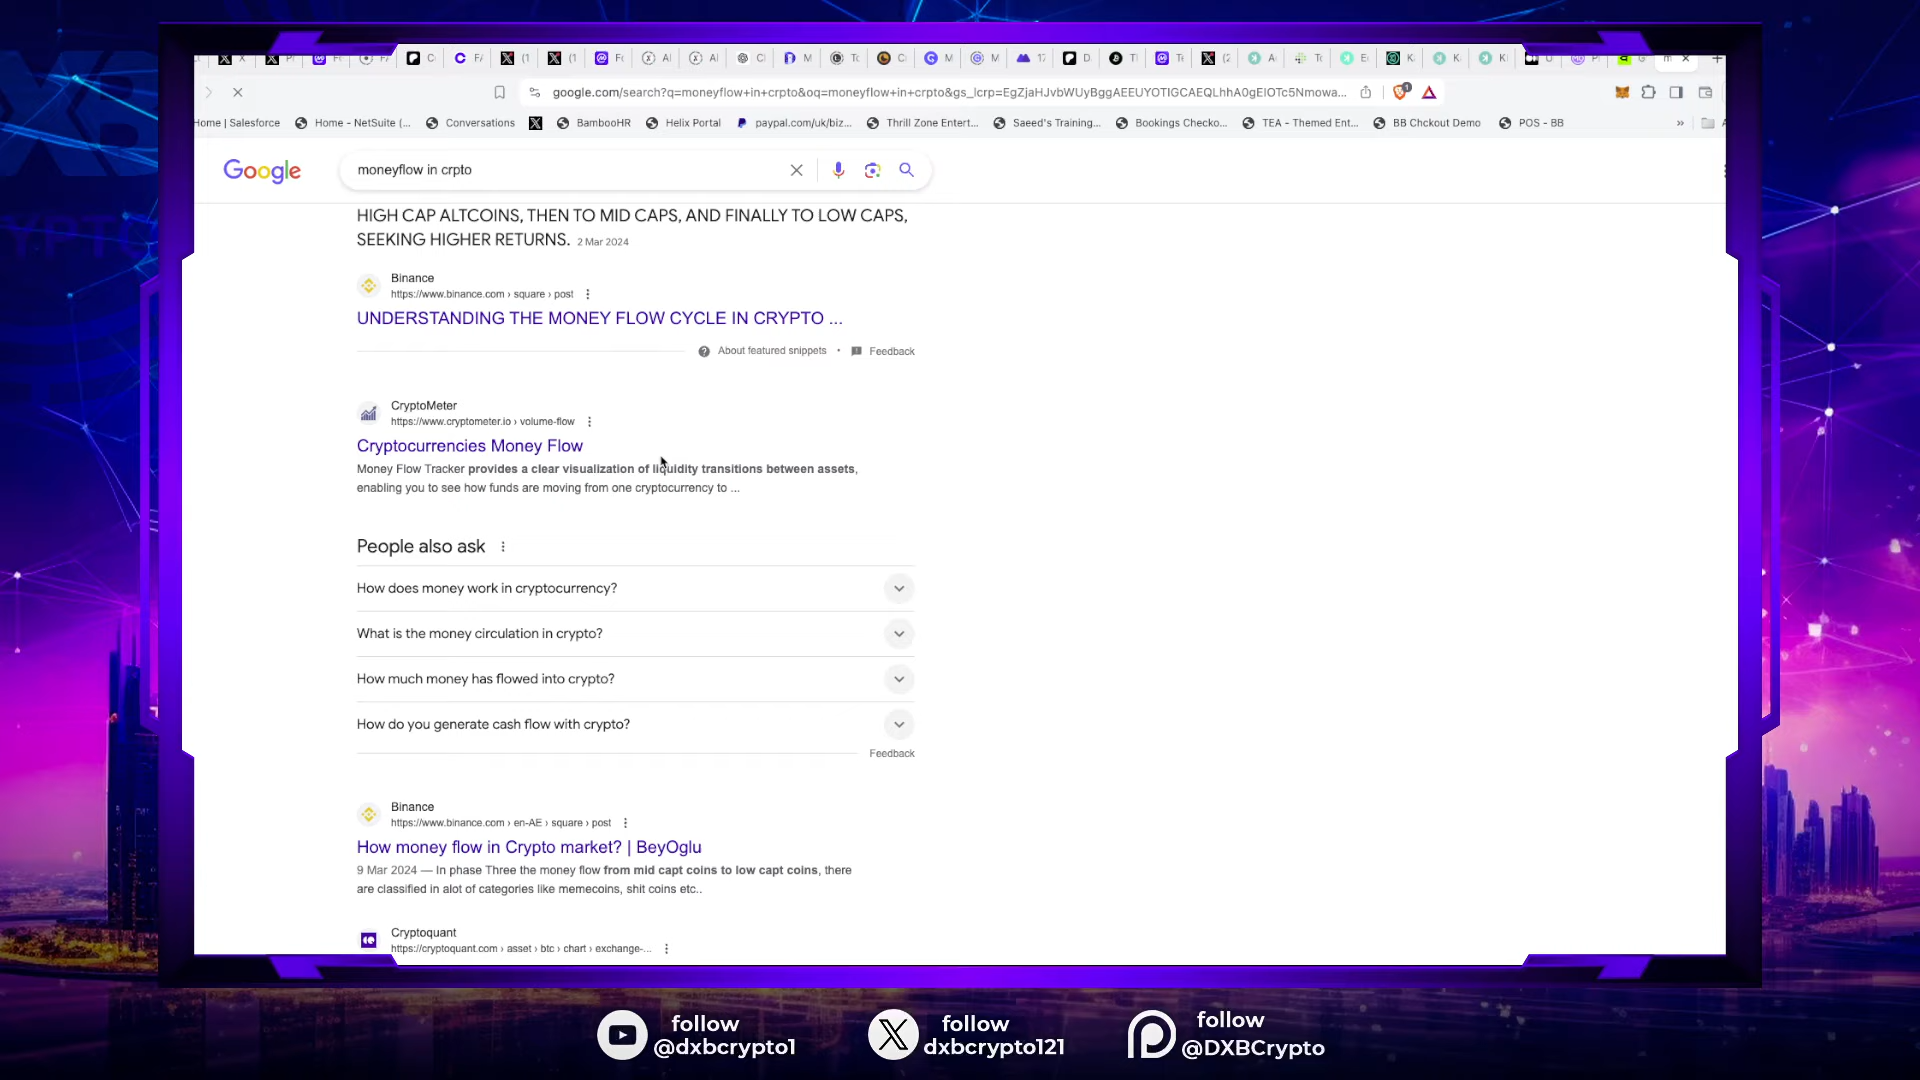 google.com/search?q=moneyflow+in+crpto&oq=moneyflow+in+crpto&gs_lcrp=EgZjaHJvbWUyBggAEEUYOTIGCAEQLhhA0gEIOTc5Nmowa...
Home | Salesforce
Home - NetSuite (...
Conversations
BambooHR
Helix Portal
paypal.com/uk/biz...
Thrill Zone Entert...
Saeed's Training...
Bookings Checko...
TEA - Themed Ent...
BB Chckout Demo
POS - BB
»
Google
moneyflow in crpto
HIGH CAP ALTCOINS, THEN TO MID CAPS, AND FINALLY TO LOW CAPS,
SEEKING HIGHER RETURNS. 2 Mar 2024
Binance
https://www.binance.com › square › post
UNDERSTANDING THE MONEY FLOW CYCLE IN CRYPTO ...
About featured snippets • Feedback
CryptoMeter
https://www.cryptometer.io › volume-flow
Cryptocurrencies Money Flow
Money Flow Tracker provides a clear visualization of liquidity transitions between assets,
enabling you to see how funds are moving from one cryptocurrency to ...
People also ask
How does money work in cryptocurrency?
What is the money circulation in crypto?
How much money has flowed into crypto?
How do you generate cash flow with crypto?
Feedback
Binance
https://www.binance.com › en-AE › square › post
How money flow in Crypto market? | BeyOglu
9 Mar 2024 — In phase Three the money flow from mid capt coins to low capt coins, there
are classified in alot of categories like memecoins, shit coins etc..
Cryptoquant
https://cryptoquant.com › asset › btc › chart › exchange-...
follow
@dxbcrypto1
follow
dxbcrypto121
follow
@DXBCrypto